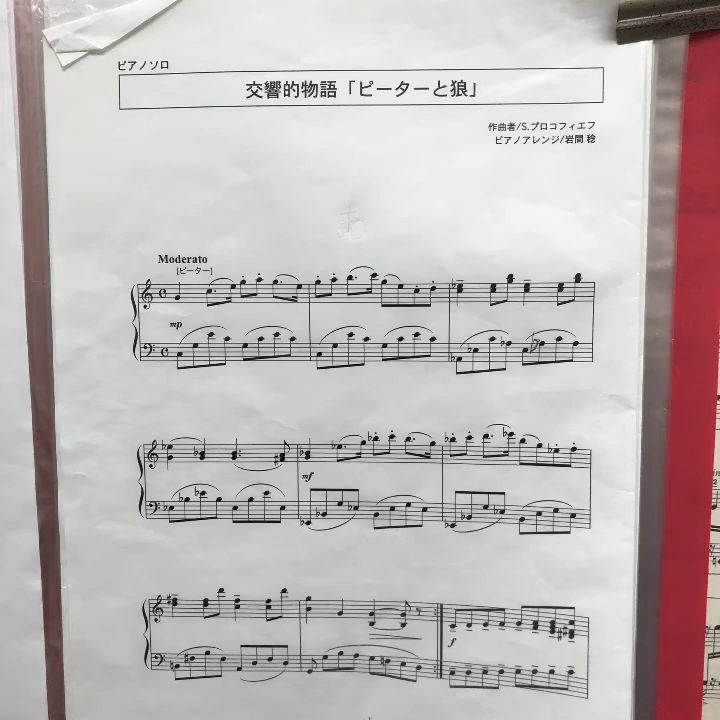 ピアノソロ
交響的物語「ピーターと狼」
作曲者/S.プロコフィエフ
ピアノアレンジ/岩間 稔
Moderato
[ピーター]
mp
mf
f